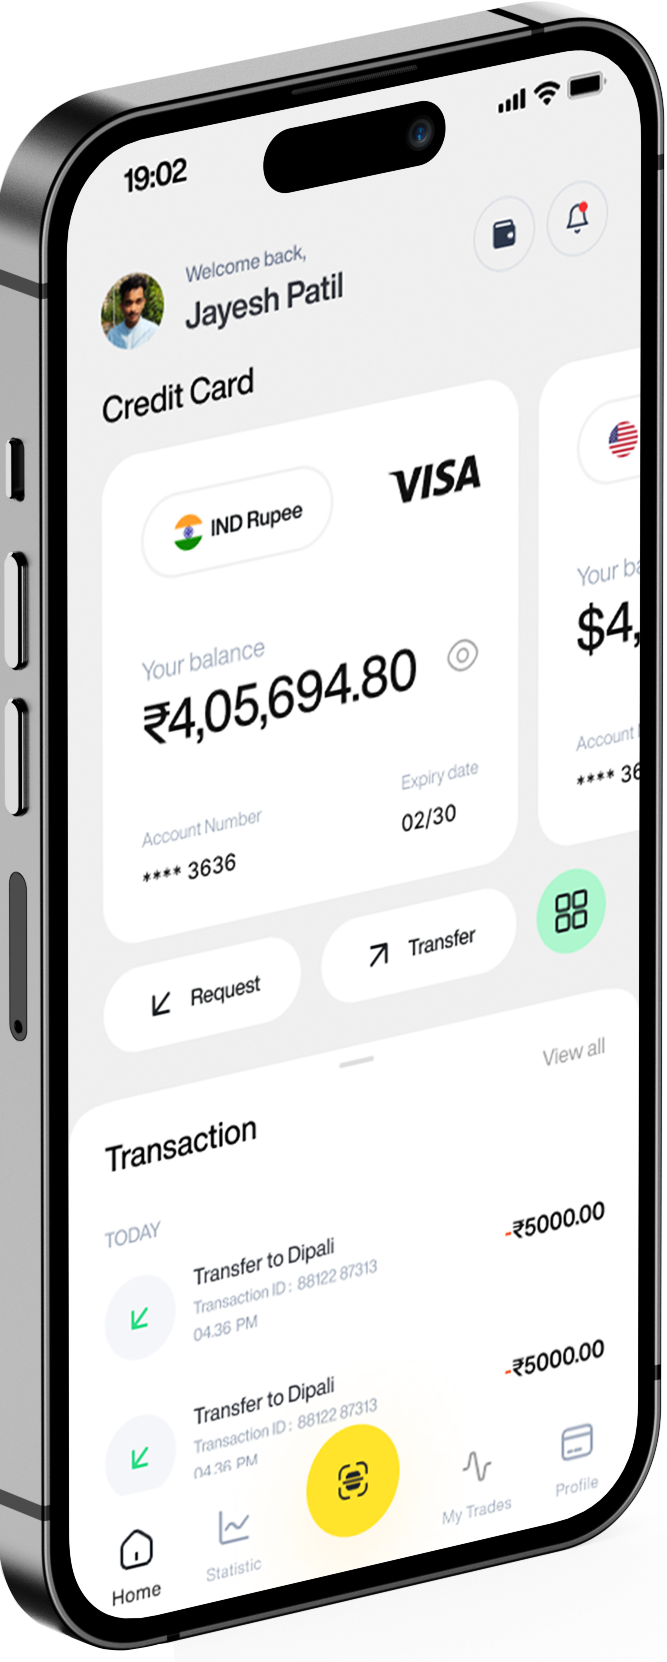 19:02
Welcome back,
Jayesh Patil
Credit Card
IND Rupee
VISA
Your balance
₹4,05,694.80
Account Number
**** 3636
Expiry date
02/30
Your
$4,
Account
**** 36
Request
Transfer
View all
Transaction
TODAY
Transfer to Dipali
Transaction ID : 88122 87313
04.36 PM
-₹5000.00
Transfer to Dipali
Transaction ID : 88122 87313
04.36 PM
-₹5000.00
Home
Statistic
My Trades
Profile